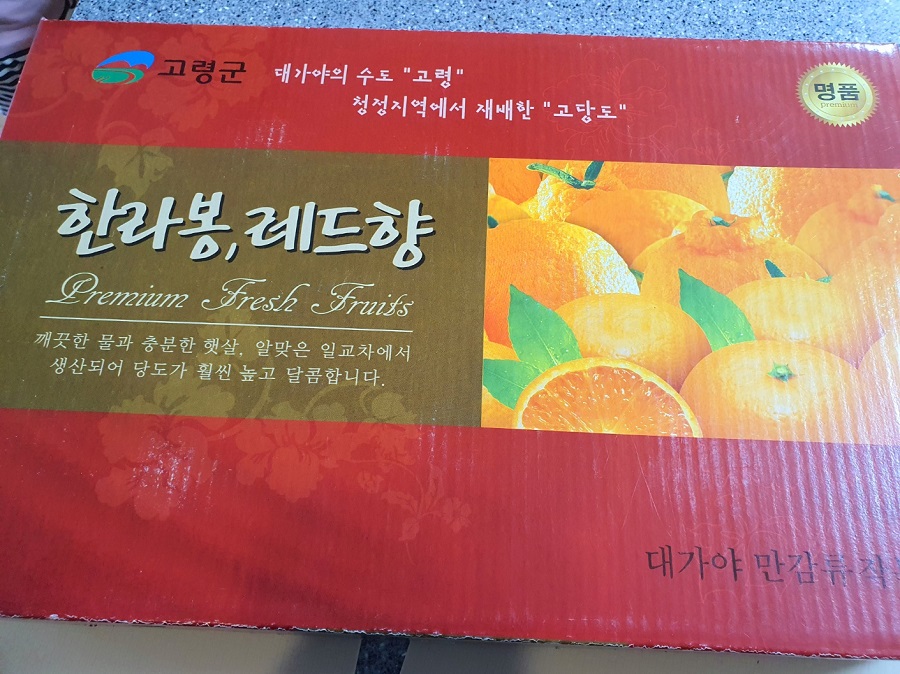 고령군
대가야의 수도 "고령"
청정지역에서 재배한 "고당도"
명품
premium
한라봉, 레드향
Premium Fresh Fruits
깨끗한 물과 충분한 햇살, 알맞은 일교차에서
생산되어 당도가 훨씬 높고 달콤합니다.
대가야 만감류